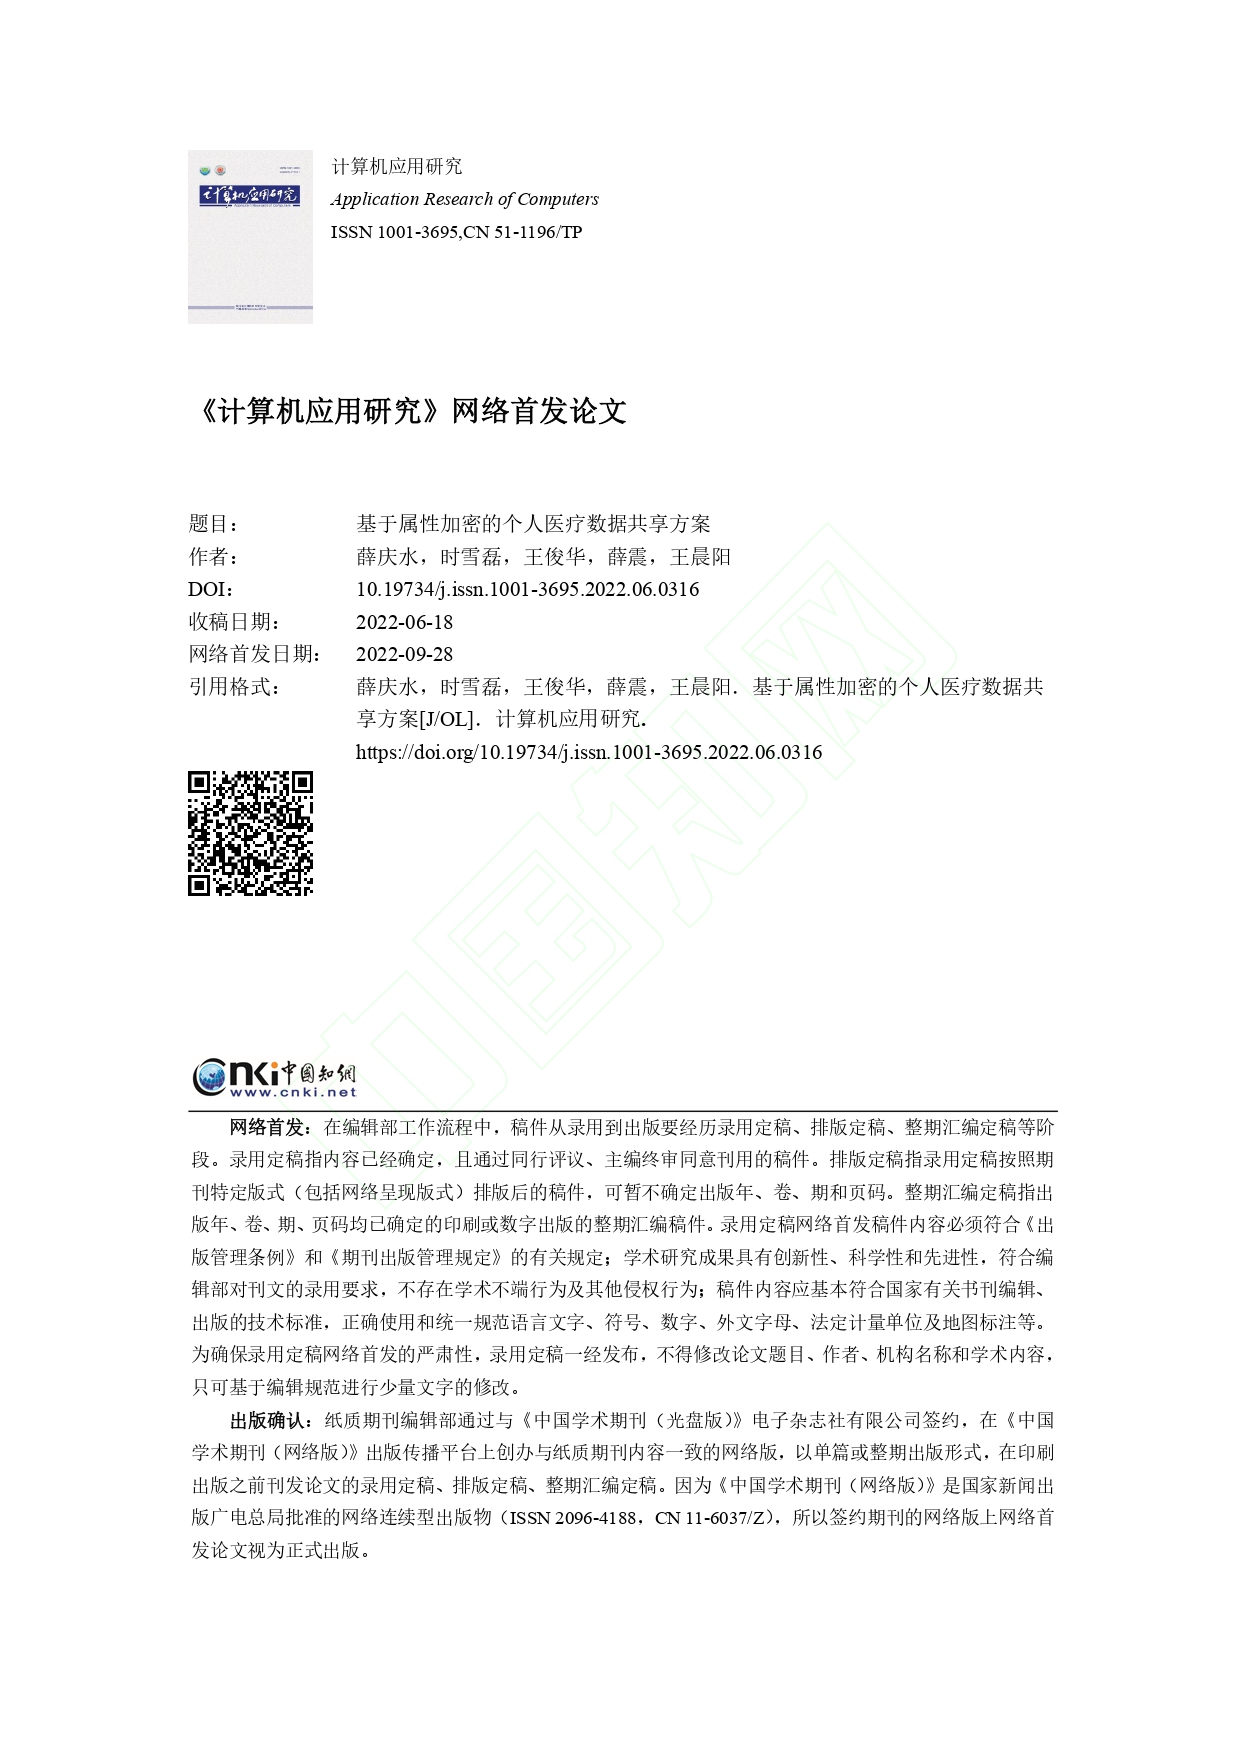 计算机应用研究
计算机应用研究
Application Research of Computers
ISSN 1001-3695,CN 51-1196/TP
《计算机应用研究》网络首发论文
题目： 基于属性加密的个人医疗数据共享方案
作者： 薛庆水，时雪磊，王俊华，薛震，王晨阳
DOI： 10.19734/j.issn.1001-3695.2022.06.0316
收稿日期： 2022-06-18
网络首发日期： 2022-09-28
引用格式： 薛庆水，时雪磊，王俊华，薛震，王晨阳．基于属性加密的个人医疗数据共
享方案[J/OL]．计算机应用研究.
https://doi.org/10.19734/j.issn.1001-3695.2022.06.0316
中国知网
cnki中国知網
www.cnki.net
网络首发：在编辑部工作流程中，稿件从录用到出版要经历录用定稿、排版定稿、整期汇编定稿等阶
段。录用定稿指内容已经确定，且通过同行评议、主编终审同意刊用的稿件。排版定稿指录用定稿按照期
刊特定版式（包括网络呈现版式）排版后的稿件，可暂不确定出版年、卷、期和页码。整期汇编定稿指出
版年、卷、期、页码均已确定的印刷或数字出版的整期汇编稿件。录用定稿网络首发稿件内容必须符合《出
版管理条例》和《期刊出版管理规定》的有关规定；学术研究成果具有创新性、科学性和先进性，符合编
辑部对刊文的录用要求，不存在学术不端行为及其他侵权行为；稿件内容应基本符合国家有关书刊编辑、
出版的技术标准，正确使用和统一规范语言文字、符号、数字、外文字母、法定计量单位及地图标注等。
为确保录用定稿网络首发的严肃性，录用定稿一经发布，不得修改论文题目、作者、机构名称和学术内容，
只可基于编辑规范进行少量文字的修改。
出版确认：纸质期刊编辑部通过与《中国学术期刊（光盘版）》电子杂志社有限公司签约，在《中国
学术期刊（网络版）》出版传播平台上创办与纸质期刊内容一致的网络版，以单篇或整期出版形式，在印刷
出版之前刊发论文的录用定稿、排版定稿、整期汇编定稿。因为《中国学术期刊（网络版）》是国家新闻出
版广电总局批准的网络连续型出版物（ISSN 2096-4188，CN 11-6037/Z），所以签约期刊的网络版上网络首
发论文视为正式出版。